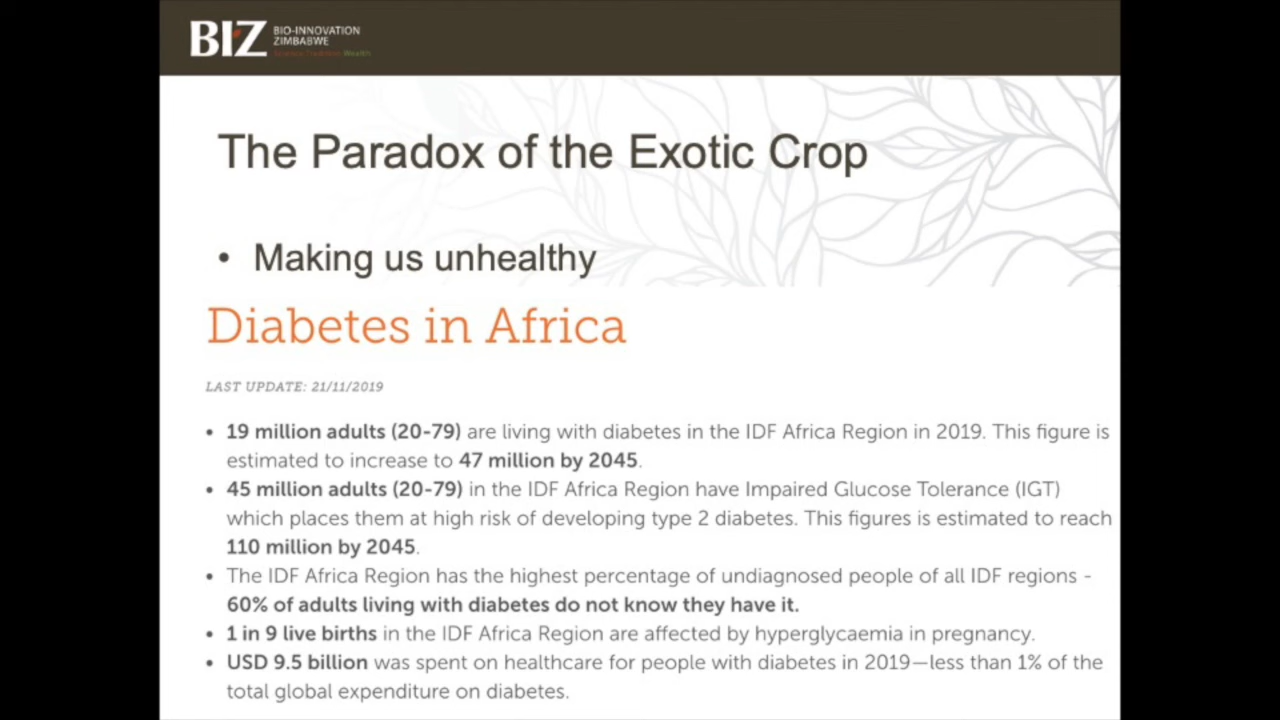 BIZ BIO-INNOVATION
ZIMBABWE
Science Tradition Wealth
The Paradox of the Exotic Crop
• Making us unhealthy
Diabetes in Africa
LAST UPDATE: 21/11/2019
• 19 million adults (20-79) are living with diabetes in the IDF Africa Region in 2019. This figure is
estimated to increase to 47 million by 2045.
• 45 million adults (20-79) in the IDF Africa Region have Impaired Glucose Tolerance (IGT)
which places them at high risk of developing type 2 diabetes. This figures is estimated to reach
110 million by 2045.
• The IDF Africa Region has the highest percentage of undiagnosed people of all IDF regions -
60% of adults living with diabetes do not know they have it.
• 1 in 9 live births in the IDF Africa Region are affected by hyperglycaemia in pregnancy.
• USD 9.5 billion was spent on healthcare for people with diabetes in 2019—less than 1% of the
total global expenditure on diabetes.